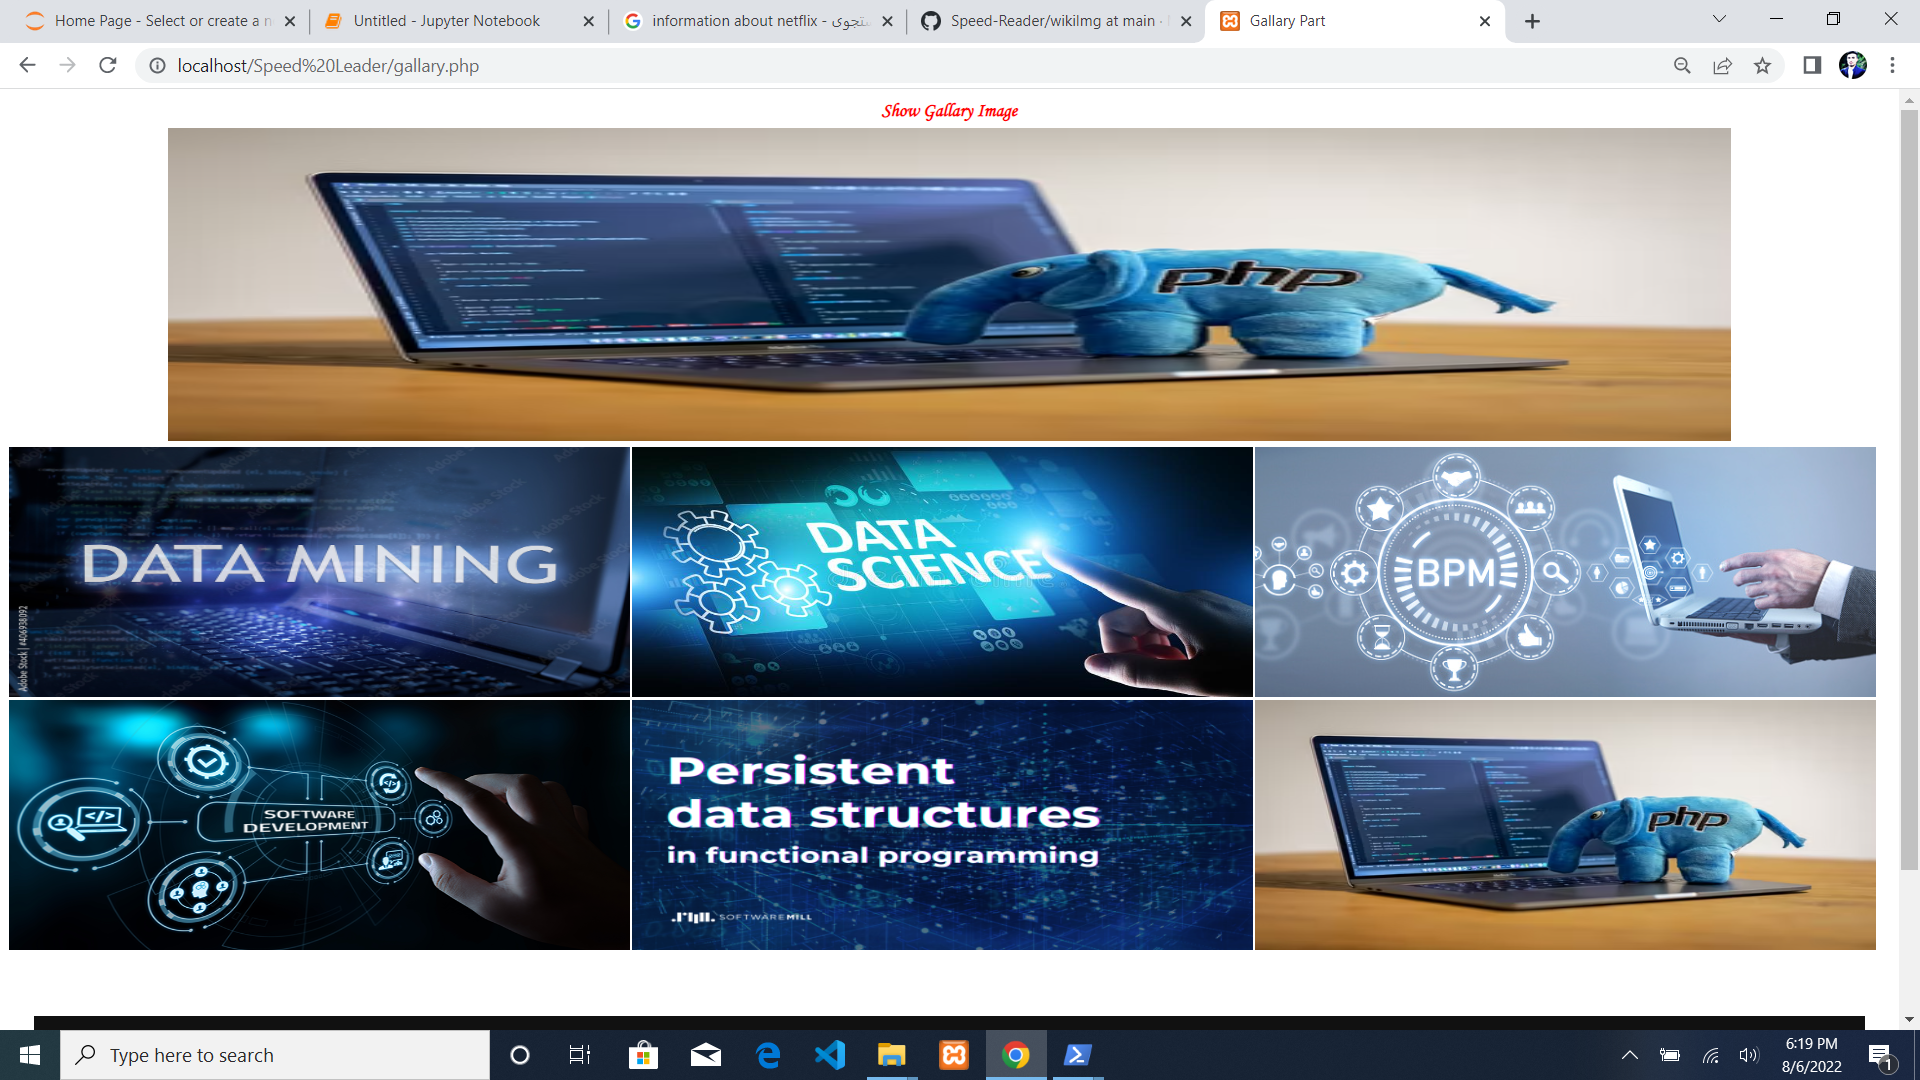 Home Page - Select or create a n
Untitled - Jupyter Notebook
information about netflix - ستجوی
Speed-Reader/wikiImg at main ·
Gallary Part
localhost/Speed%20Leader/gallary.php
Show Gallary Image
php
DATA MINING
Adobe Stock | #406938092
DATA
SCIENCE
BPM
SOFTWARE
DEVELOPMENT
Persistent
data structures
in functional programming
SOFTWAREMILL
php
Type here to search
6:19 PM
8/6/2022
1